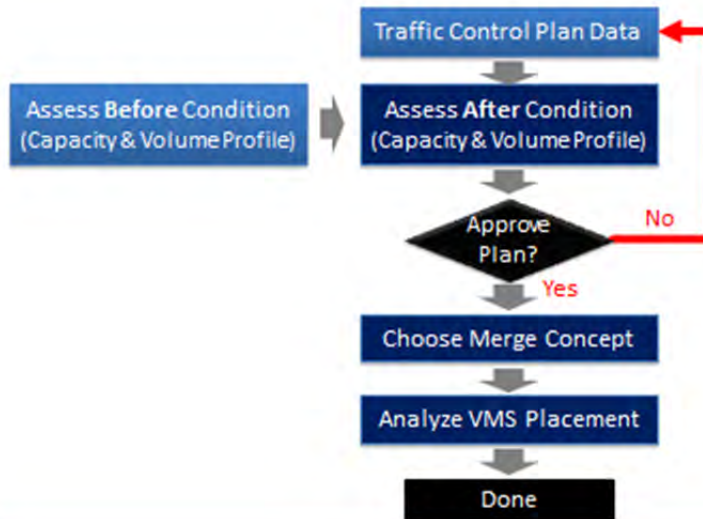 Traffic Control Plan Data
Assess Before Condition
(Capacity & Volume Profile)
Assess After Condition
(Capacity & Volume Profile)
Approve
Plan?
No
Yes
Choose Merge Concept
Analyze VMS Placement
Done